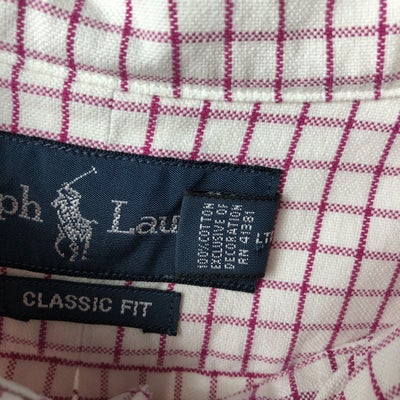 ph Lau
100% COTTON
EXCLUSIVE OF
DECORATION
RN 41381
LT
CLASSIC FIT